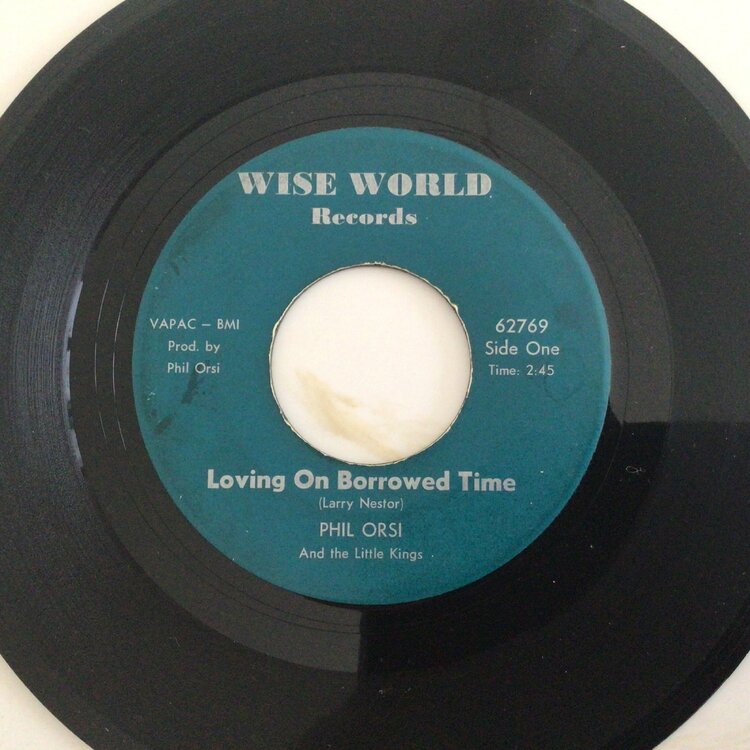 WISE WORLD
Records
VAPAC – BMI
Prod. by
Phil Orsi
62769
Side One
Time: 2:45
Loving On Borrowed Time
(Larry Nestor)
PHIL ORSI
And the Little Kings